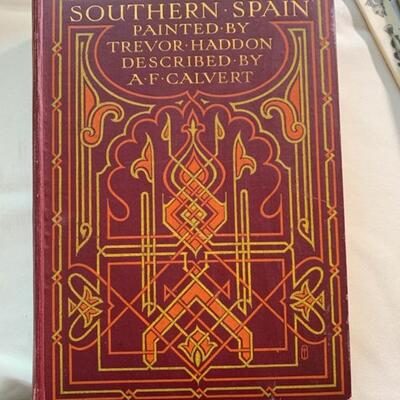 SOUTHERN·SPAIN
PAINTED·BY
TREVOR·HADDON
DESCRIBED·BY
A·F·CALVERT